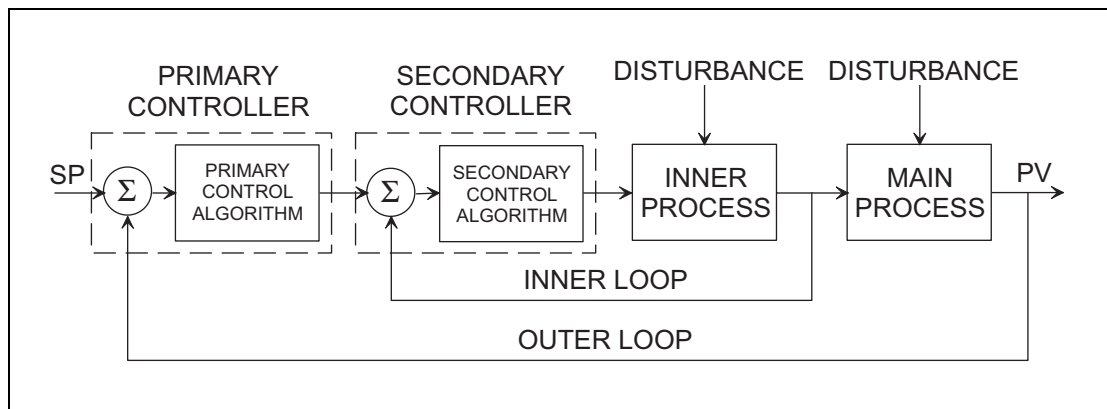 PRIMARY
CONTROLLER
SECONDARY
CONTROLLER
DISTURBANCE
DISTURBANCE
SP
Σ
PRIMARY
CONTROL
ALGORITHM
Σ
SECONDARY
CONTROL
ALGORITHM
INNER
PROCESS
MAIN
PROCESS
PV
INNER LOOP
OUTER LOOP